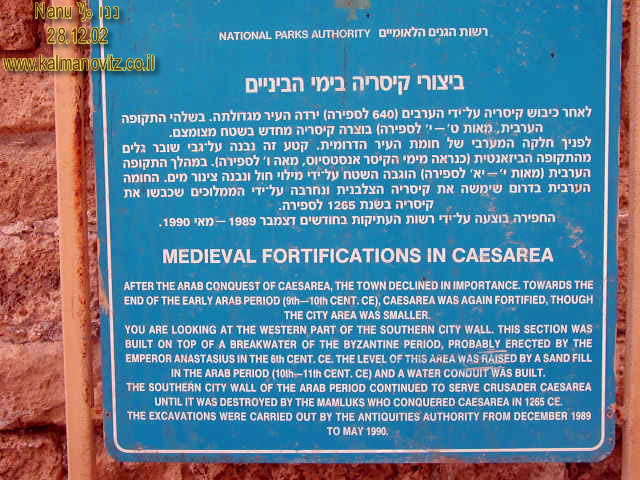 Nanu ננו
28.12.02
www.kalmanovitz.co.il
NATIONAL PARKS AUTHORITY רשות הגנים הלאומיים
ביצורי קיסריה בימי הביניים
לאחר כיבוש קיסריה על־ידי הערבים (640 לספירה) ירדה העיר מגדולתה. בשלהי התקופה
הערבית, (מאות ט'–י' לספירה) בוצרה קיסריה מחדש בשטח מצומצם.
לפניך חלקה המערבי של חומת העיר הדרומית. קטע זה נבנה על־גבי שובר גלים
מהתקופה הביזאנטית (כנראה מימי הקיסר אנסטסיוס, מאה ו' לספירה). במהלך התקופה
הערבית (מאות י'–יא' לספירה) הוגבה השטח על־ידי מילוי חול ונבנה צינור מים. החומה
הערבית בדרום שימשה את קיסריה הצלבנית ונחרבה על־ידי הממלוכים שכבשו את
קיסריה בשנת 1265 לספירה.
החפירה בוצעה על־ידי רשות העתיקות בחודשים דצמבר 1989 – מאי 1990.
MEDIEVAL FORTIFICATIONS IN CAESAREA
AFTER THE ARAB CONQUEST OF CAESAREA, THE TOWN DECLINED IN IMPORTANCE. TOWARDS THE
END OF THE EARLY ARAB PERIOD (9th–10th CENT. CE), CAESAREA WAS AGAIN FORTIFIED, THOUGH
THE CITY AREA WAS SMALLER.
YOU ARE LOOKING AT THE WESTERN PART OF THE SOUTHERN CITY WALL. THIS SECTION WAS
BUILT ON TOP OF A BREAKWATER OF THE BYZANTINE PERIOD, PROBABLY ERECTED BY THE
EMPEROR ANASTASIUS IN THE 6th CENT. CE. THE LEVEL OF THIS AREA WAS RAISED BY A SAND FILL
IN THE ARAB PERIOD (10th–11th CENT. CE) AND A WATER CONDUIT WAS BUILT.
THE SOUTHERN CITY WALL OF THE ARAB PERIOD CONTINUED TO SERVE CRUSADER CAESAREA
UNTIL IT WAS DESTROYED BY THE MAMLUKS WHO CONQUERED CAESAREA IN 1265 CE.
THE EXCAVATIONS WERE CARRIED OUT BY THE ANTIQUITIES AUTHORITY FROM DECEMBER 1989
TO MAY 1990.